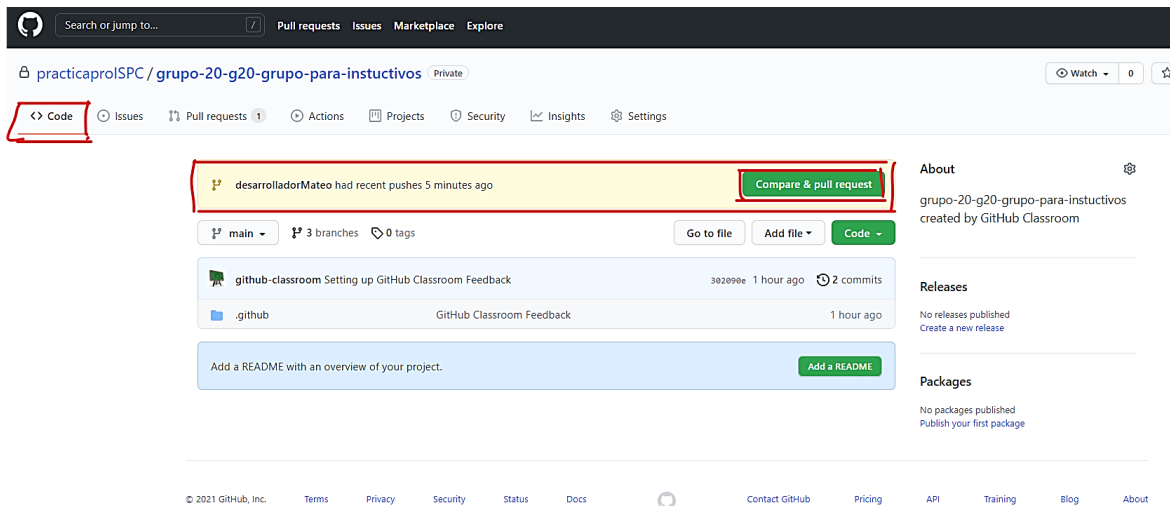 Search or jump to... /
Pull requests Issues Marketplace Explore
practicaproISPC / grupo-20-g20-grupo-para-instuctivos Private
Watch 0
Code Issues Pull requests 1 Actions Projects Security Insights Settings
desarrolladorMateo had recent pushes 5 minutes ago Compare & pull request
main 3 branches 0 tags Go to file Add file Code
github-classroom Setting up GitHub Classroom Feedback 302090e 1 hour ago 2 commits
.github GitHub Classroom Feedback 1 hour ago
Add a README with an overview of your project. Add a README
About
grupo-20-g20-grupo-para-instuctivos
created by GitHub Classroom
Releases
No releases published
Create a new release
Packages
No packages published
Publish your first package
© 2021 GitHub, Inc. Terms Privacy Security Status Docs Contact GitHub Pricing API Training Blog About